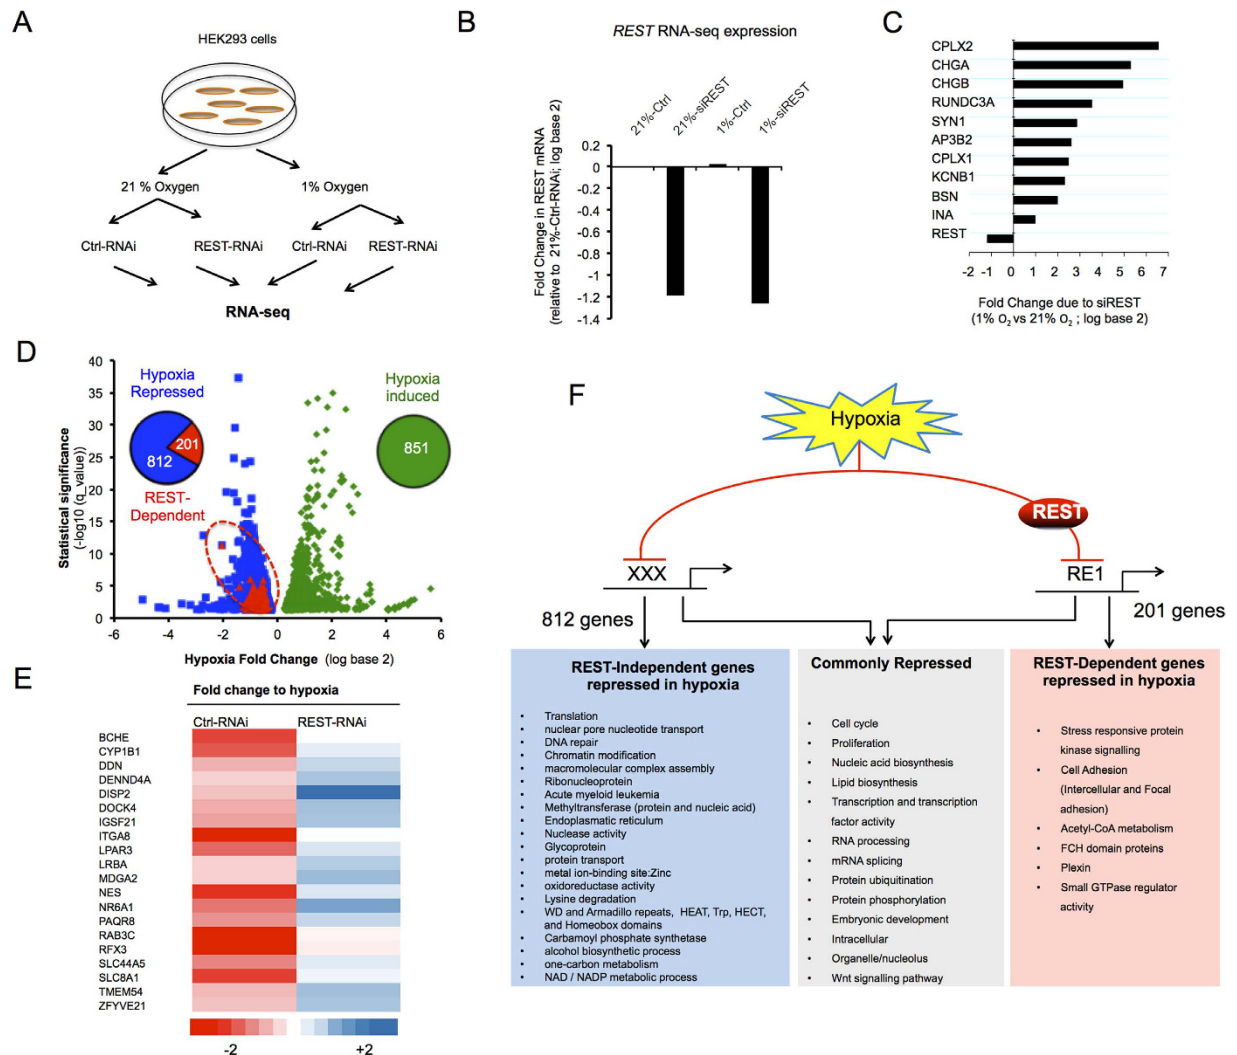 A
HEK293 cells
21 % Oxygen
1% Oxygen
Ctrl-RNAi
REST-RNAi
Ctrl-RNAi
REST-RNAi
RNA-seq
B
REST RNA-seq expression
21%-Ctrl
21%-siREST
1%-Ctrl
1%-siREST
Fold Change in REST mRNA
(relative to 21%-Ctrl-RNAi; log base 2)
0.2
0
-0.2
-0.4
-0.6
-0.8
-1
-1.2
-1.4
C
CPLX2
CHGA
CHGB
RUNDC3A
SYN1
AP3B2
CPLX1
KCNB1
BSN
INA
REST
-2 -1 0 1 2 3 4 5 6 7
Fold Change due to siREST
(1% O2 vs 21% O2 ; log base 2)
D
Statistical significance
(-log10 (q_value))
40
35
30
25
20
15
10
5
0
Hypoxia
Repressed
201
812
REST-
Dependent
Hypoxia
induced
851
-6 -4 -2 0 2 4 6
Hypoxia Fold Change (log base 2)
E
Fold change to hypoxia
Ctrl-RNAi REST-RNAi
BCHE
CYP1B1
DDN
DENND4A
DISP2
DOCK4
IGSF21
ITGA8
LPAR3
LRBA
MDGA2
NES
NR6A1
PAQR8
RAB3C
RFX3
SLC44A5
SLC8A1
TMEM54
ZFYVE21
-2 +2
F
Hypoxia
REST
XXX
RE1
812 genes
201 genes
REST-Independent genes
repressed in hypoxia
• Translation
• nuclear pore nucleotide transport
• DNA repair
• Chromatin modification
• macromolecular complex assembly
• Ribonucleoprotein
• Acute myeloid leukemia
• Methyltransferase (protein and nucleic acid)
• Endoplasmatic reticulum
• Nuclease activity
• Glycoprotein
• protein transport
• metal ion-binding site:Zinc
• oxidoreductase activity
• Lysine degradation
• WD and Armadillo repeats, HEAT, Trp, HECT,
and Homeobox domains
• Carbamoyl phosphate synthetase
• alcohol biosynthetic process
• one-carbon metabolism
• NAD / NADP metabolic process
Commonly Repressed
• Cell cycle
• Proliferation
• Nucleic acid biosynthesis
• Lipid biosynthesis
• Transcription and transcription
factor activity
• RNA processing
• mRNA splicing
• Protein ubiquitination
• Protein phosphorylation
• Embryonic development
• Intracellular
• Organelle/nucleolus
• Wnt signalling pathway
REST-Dependent genes
repressed in hypoxia
• Stress responsive protein
kinase signalling
• Cell Adhesion
(Intercellular and Focal
adhesion)
• Acetyl-CoA metabolism
• FCH domain proteins
• Plexin
• Small GTPase regulator
activity